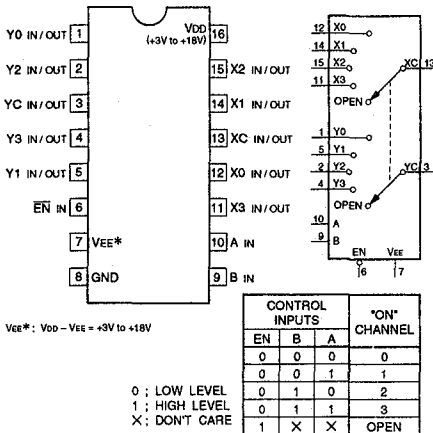 Y0 IN/OUT 1
VDD 16
(+3V to +18V)
Y2 IN/OUT 2
15 X2 IN/OUT
YC IN/OUT 3
14 X1 IN/OUT
Y3 IN/OUT 4
13 XC IN/OUT
Y1 IN/OUT 5
12 X0 IN/OUT
EN IN 6
11 X3 IN/OUT
7 VEE*
10 A IN
8 GND
9 B IN
VEE*: VDD – VEE = +3V to +18V
12 X0
14 X1
15 X2
XC 13
11 X3
OPEN
1 Y0
5 Y1
2 Y2
YC 3
4 Y3
OPEN
10 A
9 B
EN VEE
6 7
CONTROL INPUTS "ON" CHANNEL
EN B A
0 0 0 0
0 0 1 1
0 1 0 2
0 1 1 3
1 X X OPEN
0 ; LOW LEVEL
1 ; HIGH LEVEL
X ; DON'T CARE